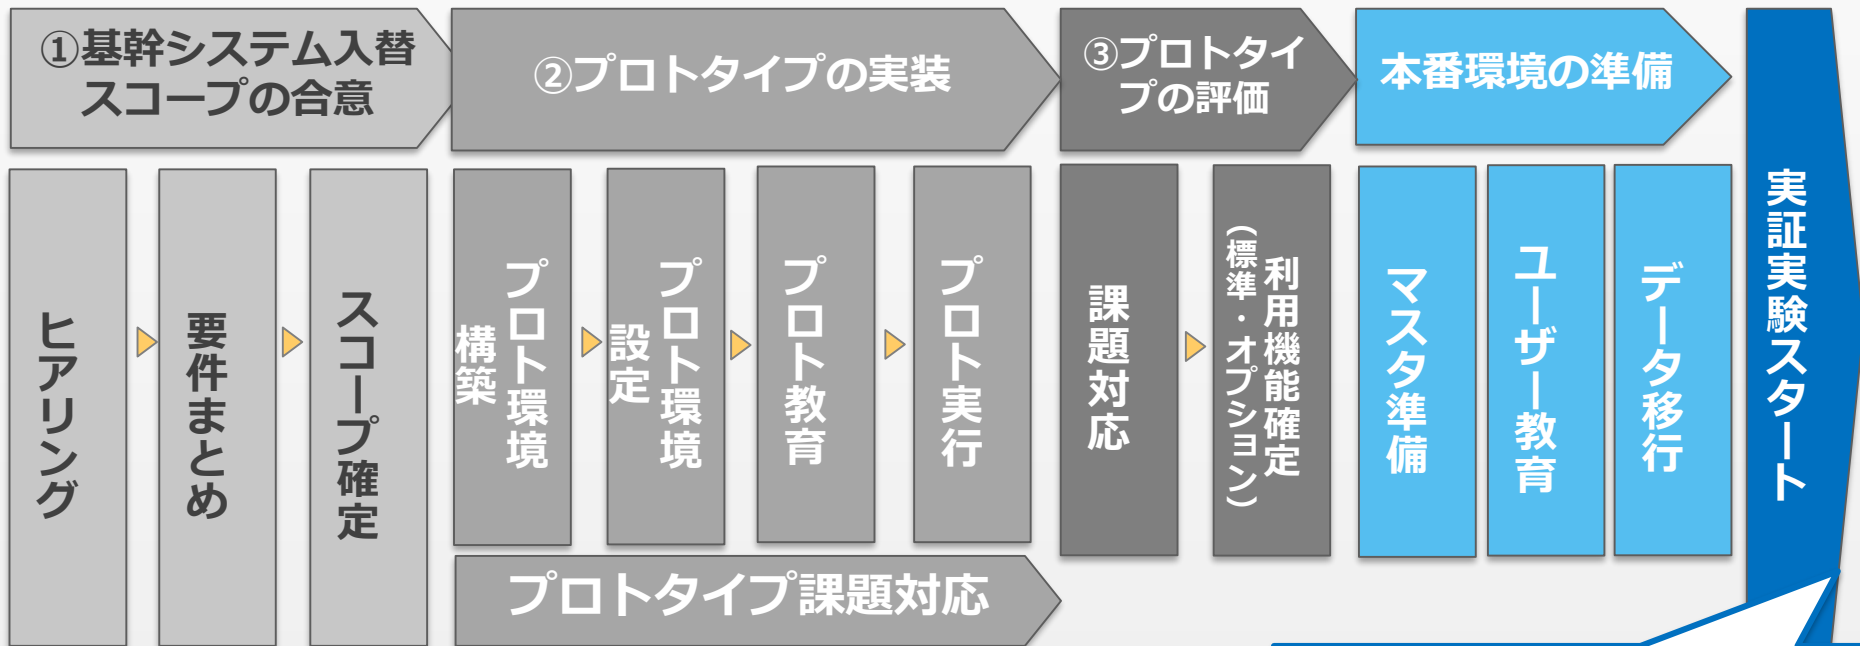 ①基幹システム入替
スコープの合意
②プロトタイプの実装
③プロトタイ
プの評価
本番環境の準備
ヒアリング
要件まとめ
スコープ確定
プロト環境
構築
プロト環境
設定
プロト教育
プロト実行
課題対応
利用機能確定
（標準・オプション）
マスタ準備
ユーザー教育
データ移行
実証実験スタート
プロトタイプ課題対応